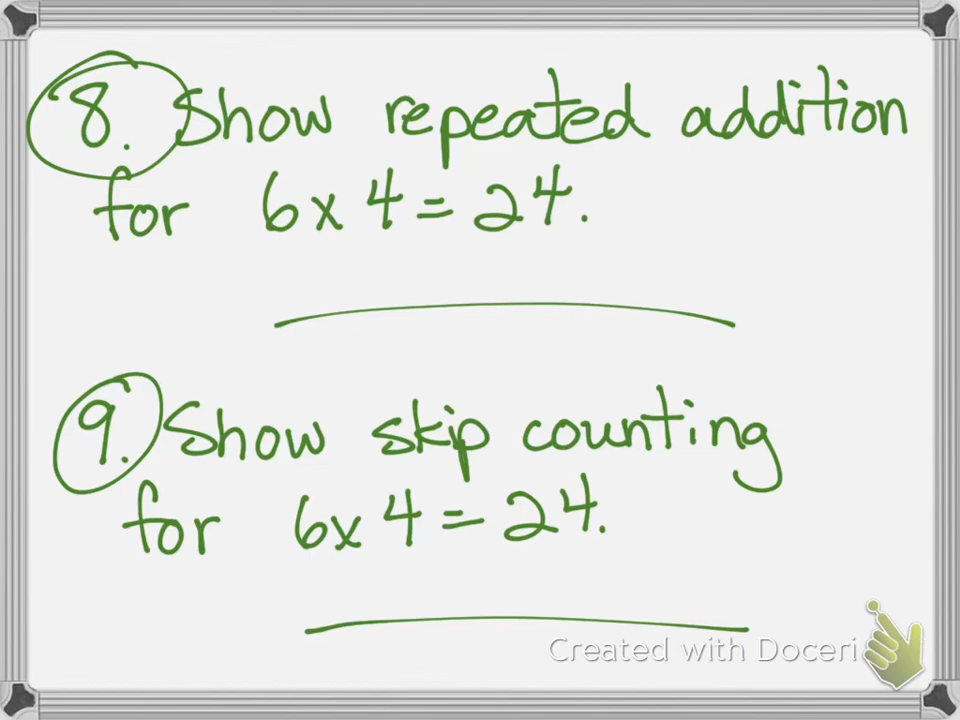 8. Show repeated addition
for 6x4=24.
9. Show skip counting
for 6x4=24.
Created with Doceri